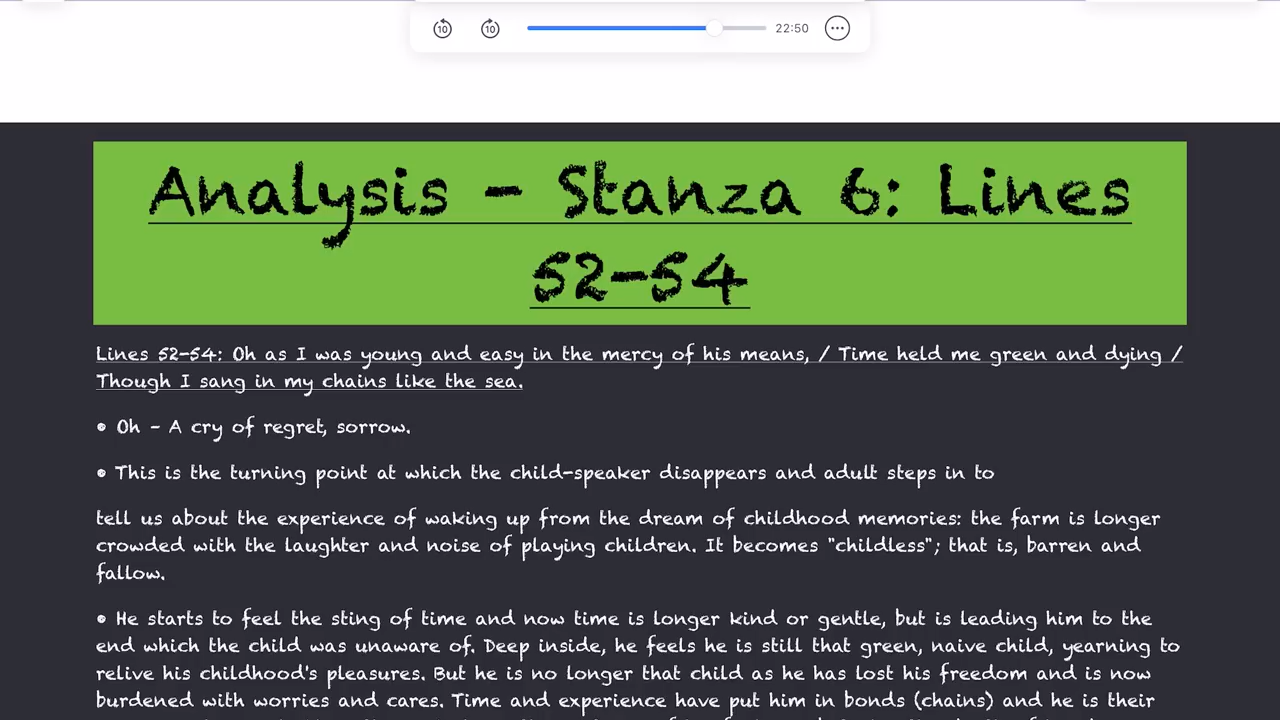 10
10
22:50
Analysis - Stanza 6: Lines
52-54
Lines 52-54: Oh as I was young and easy in the mercy of his means, / Time held me green and dying /
Though I sang in my chains like the sea.
• Oh - A cry of regret, sorrow.
• This is the turning point at which the child-speaker disappears and adult steps in to
tell us about the experience of waking up from the dream of childhood memories: the farm is longer
crowded with the laughter and noise of playing children. It becomes "childless"; that is, barren and
fallow.
• He starts to feel the sting of time and now time is longer kind or gentle, but is leading him to the
end which the child was unaware of. Deep inside, he feels he is still that green, naive child, yearning to
relive his childhood's pleasures. But he is no longer that child as he has lost his freedom and is now
burdened with worries and cares. Time and experience have put him in bonds (chains) and he is their